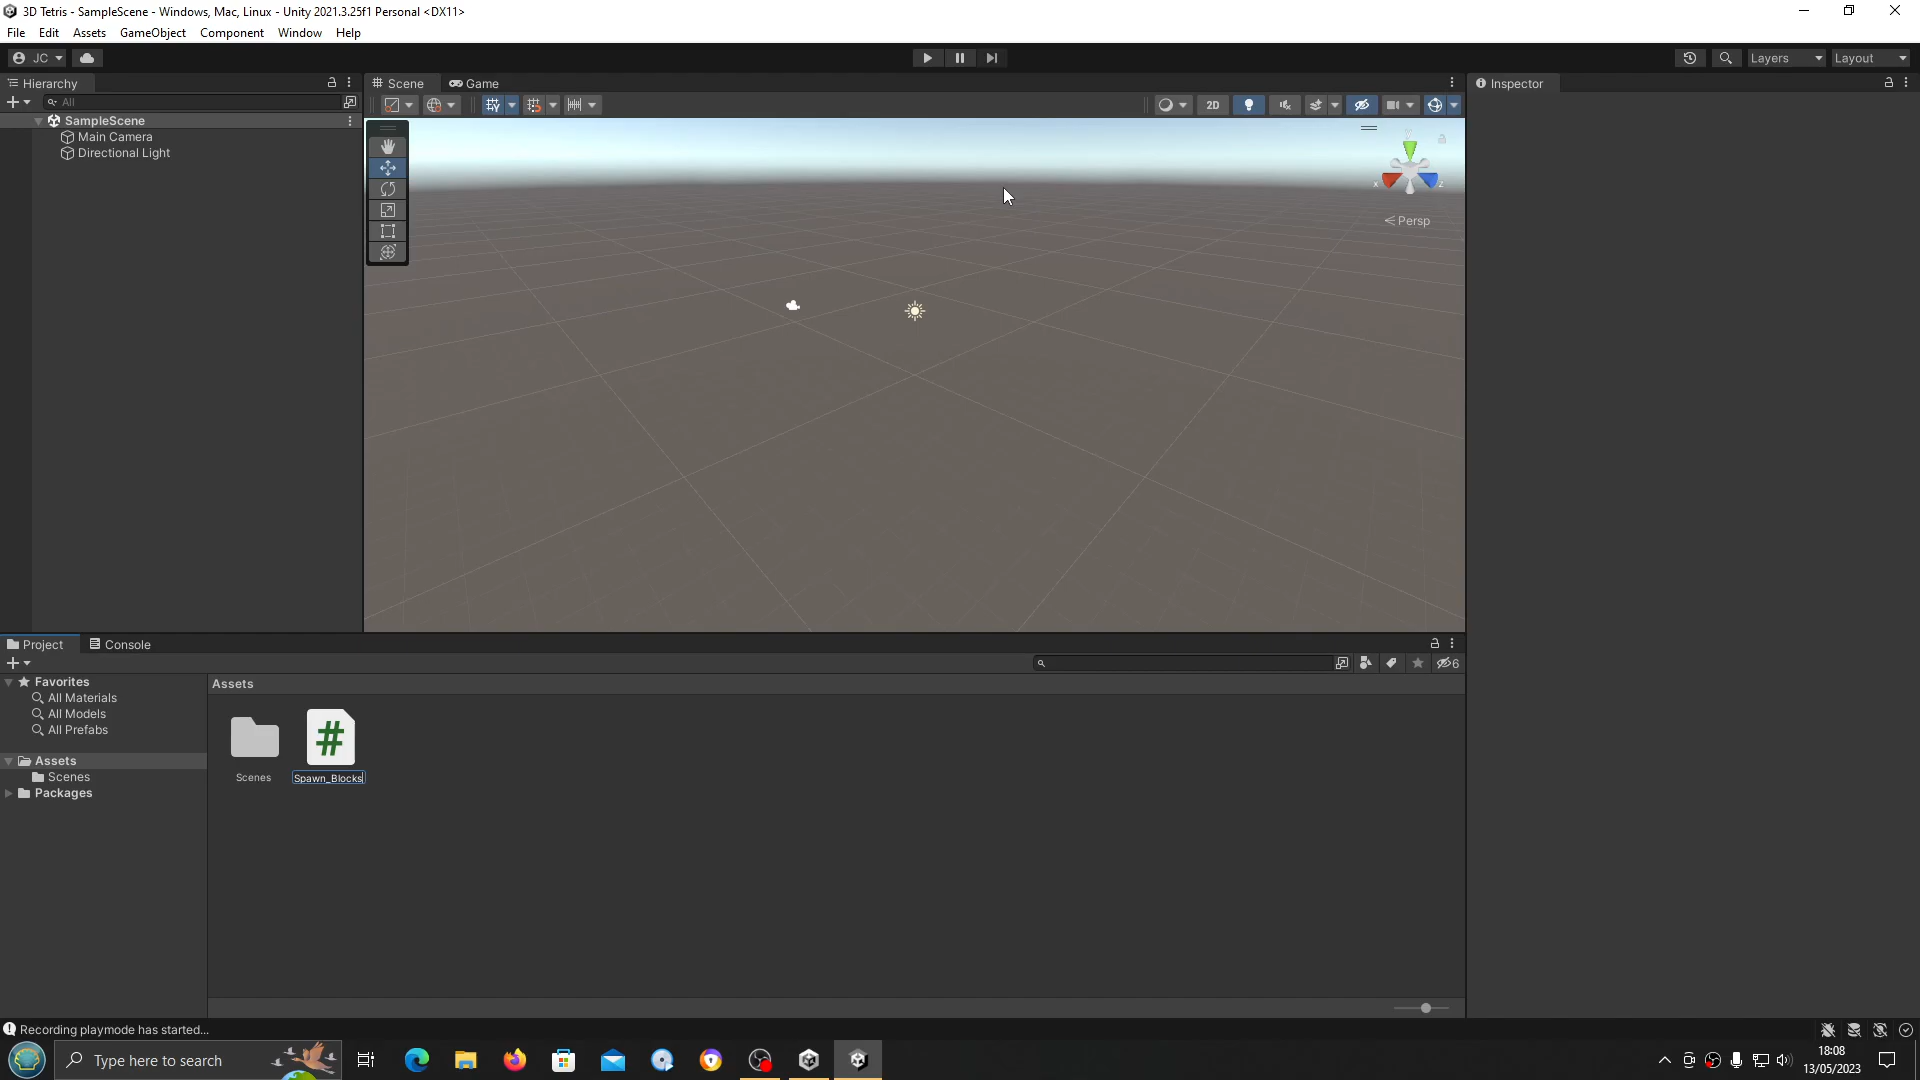 3D Tetris - SampleScene - Windows, Mac, Linux - Unity 2021.3.25f1 Personal <DX11>
File Edit Assets GameObject Component Window Help
JC
Layers
Layout
Hierarchy
Scene
Game
Inspector
All
2D
SampleScene
Main Camera
Directional Light
y
x
z
Persp
Project
Console
6
Favorites
All Materials
All Models
All Prefabs
Assets
Scenes
Packages
Assets
Scenes
Spawn_Blocks
Recording playmode has started...
Type here to search
18:08
13/05/2023